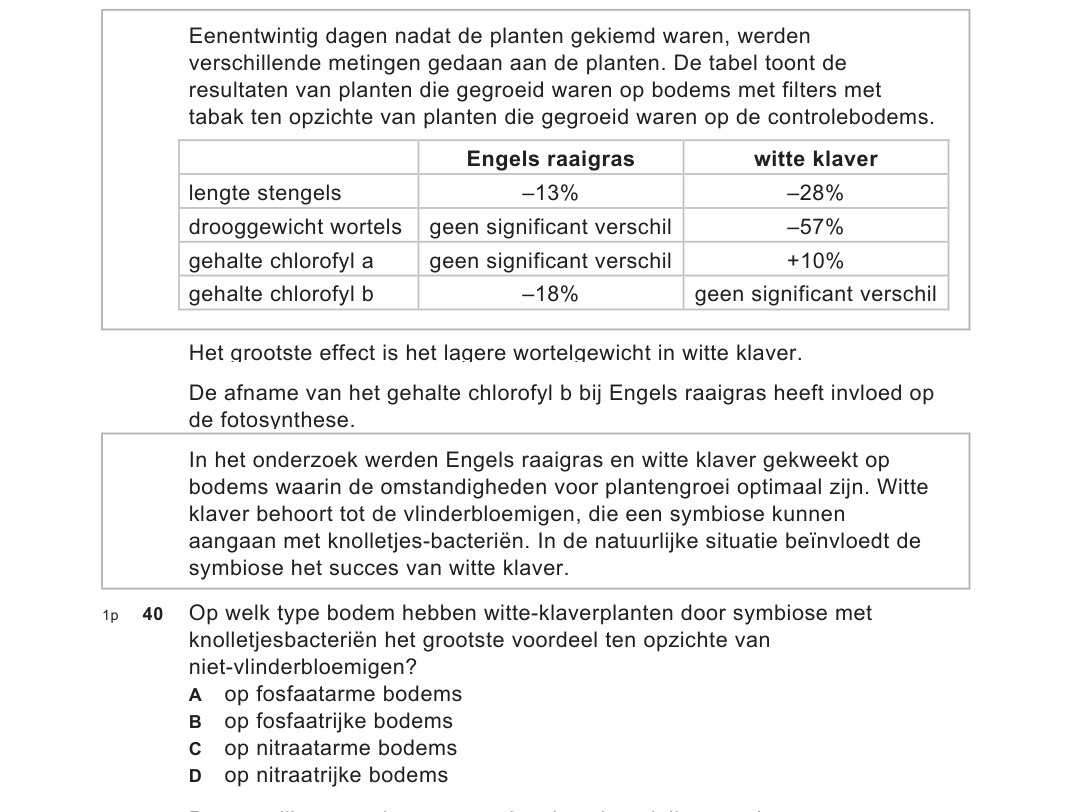 Eenentwintig dagen nadat de planten gekiemd waren, werden
verschillende metingen gedaan aan de planten. De tabel toont de
resultaten van planten die gegroeid waren op bodems met filters met
tabak ten opzichte van planten die gegroeid waren op de controlebodems.
Engels raaigras witte klaver
lengte stengels –13% –28%
drooggewicht wortels geen significant verschil –57%
gehalte chlorofyl a geen significant verschil +10%
gehalte chlorofyl b –18% geen significant verschil
Het grootste effect is het lagere wortelgewicht in witte klaver.
De afname van het gehalte chlorofyl b bij Engels raaigras heeft invloed op
de fotosynthese.
In het onderzoek werden Engels raaigras en witte klaver gekweekt op
bodems waarin de omstandigheden voor plantengroei optimaal zijn. Witte
klaver behoort tot de vlinderbloemigen, die een symbiose kunnen
aangaan met knolletjes-bacteriën. In de natuurlijke situatie beïnvloedt de
symbiose het succes van witte klaver.
1p 40 Op welk type bodem hebben witte-klaverplanten door symbiose met
knolletjesbacteriën het grootste voordeel ten opzichte van
niet-vlinderbloemigen?
A op fosfaatarme bodems
B op fosfaatrijke bodems
C op nitraatarme bodems
D op nitraatrijke bodems